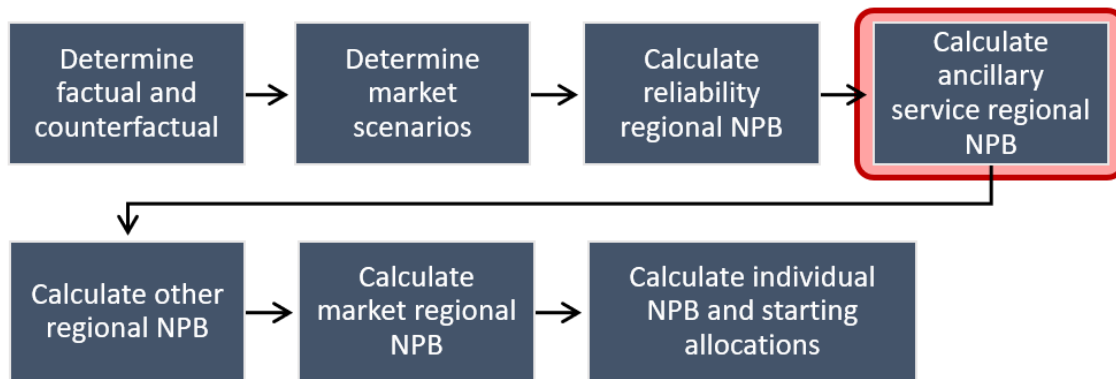 Determine
factual and
counterfactual
Determine
market
scenarios
Calculate
reliability
regional NPB
Calculate
ancillary
service regional
NPB
Calculate other
regional NPB
Calculate
market regional
NPB
Calculate individual
NPB and starting
allocations